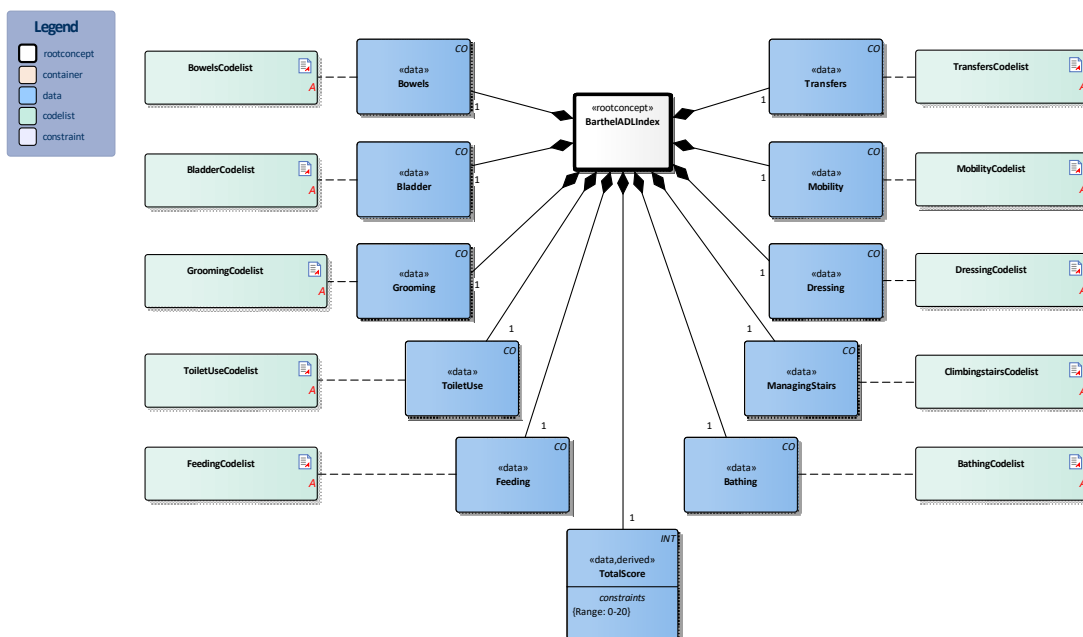 Legend
rootconcept
container
data
codelist
constraint
BowelsCodelist
A
CO
«data»
Bowels
1
«rootconcept»
BarthelADLIndex
CO
«data»
Transfers
1
TransfersCodelist
A
BladderCodelist
A
CO
«data»
Bladder
1
CO
«data»
Mobility
1
MobilityCodelist
A
GroomingCodelist
A
CO
«data»
Grooming
1
CO
«data»
Dressing
1
DressingCodelist
A
ToiletUseCodelist
A
CO
«data»
ToiletUse
1
CO
«data»
ManagingStairs
1
ClimbingstairsCodelist
A
FeedingCodelist
A
CO
«data»
Feeding
1
CO
«data»
Bathing
1
BathingCodelist
A
1
INT
«data,derived»
TotalScore
constraints
{Range: 0-20}